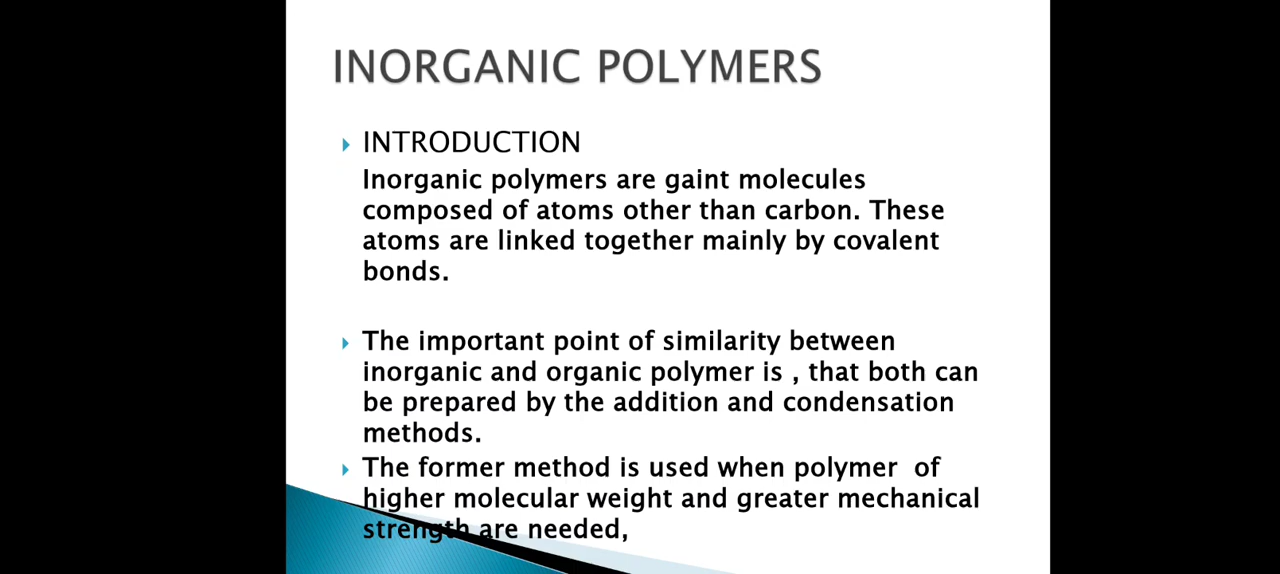 INORGANIC POLYMERS
INTRODUCTION
Inorganic polymers are gaint molecules
composed of atoms other than carbon. These
atoms are linked together mainly by covalent
bonds.
The important point of similarity between
inorganic and organic polymer is , that both can
be prepared by the addition and condensation
methods.
The former method is used when polymer of
higher molecular weight and greater mechanical
strength are needed,